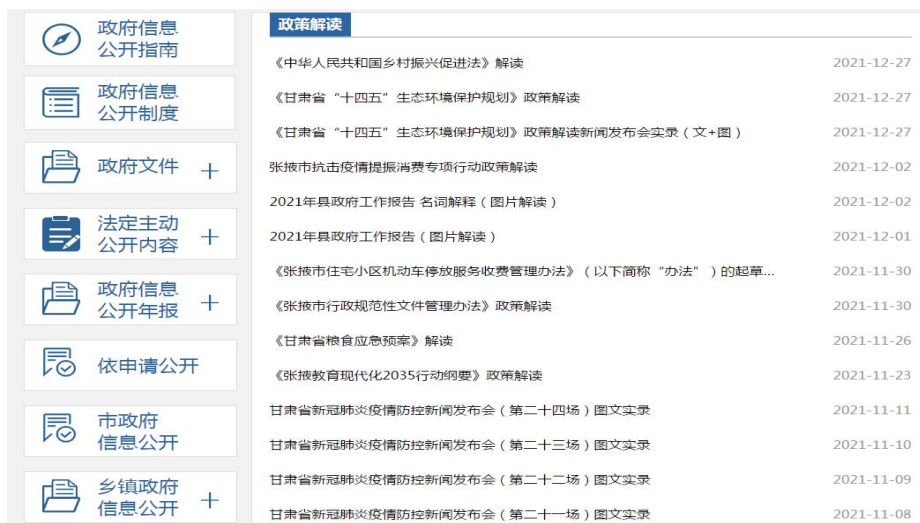 政府信息
公开指南
政府信息
公开制度
政府文件
法定主动
公开内容
政府信息
公开年报
依申请公开
市政府
信息公开
乡镇政府
信息公开
政策解读
《中华人民共和国乡村振兴促进法》解读 2021-12-27
《甘肃省“十四五”生态环境保护规划》政策解读 2021-12-27
《甘肃省“十四五”生态环境保护规划》政策解读新闻发布会实录（文+图） 2021-12-27
张掖市抗击疫情提振消费专项行动政策解读 2021-12-02
2021年县政府工作报告 名词解释（图片解读） 2021-12-02
2021年县政府工作报告（图片解读） 2021-12-01
《张掖市住宅小区机动车停放服务收费管理办法》（以下简称“办法”）的起草... 2021-11-30
《张掖市行政规范性文件管理办法》政策解读 2021-11-30
《甘肃省粮食应急预案》解读 2021-11-26
《张掖教育现代化2035行动纲要》政策解读 2021-11-23
甘肃省新冠肺炎疫情防控新闻发布会（第二十四场）图文实录 2021-11-11
甘肃省新冠肺炎疫情防控新闻发布会（第二十三场）图文实录 2021-11-10
甘肃省新冠肺炎疫情防控新闻发布会（第二十二场）图文实录 2021-11-09
甘肃省新冠肺炎疫情防控新闻发布会（第二十一场）图文实录 2021-11-08